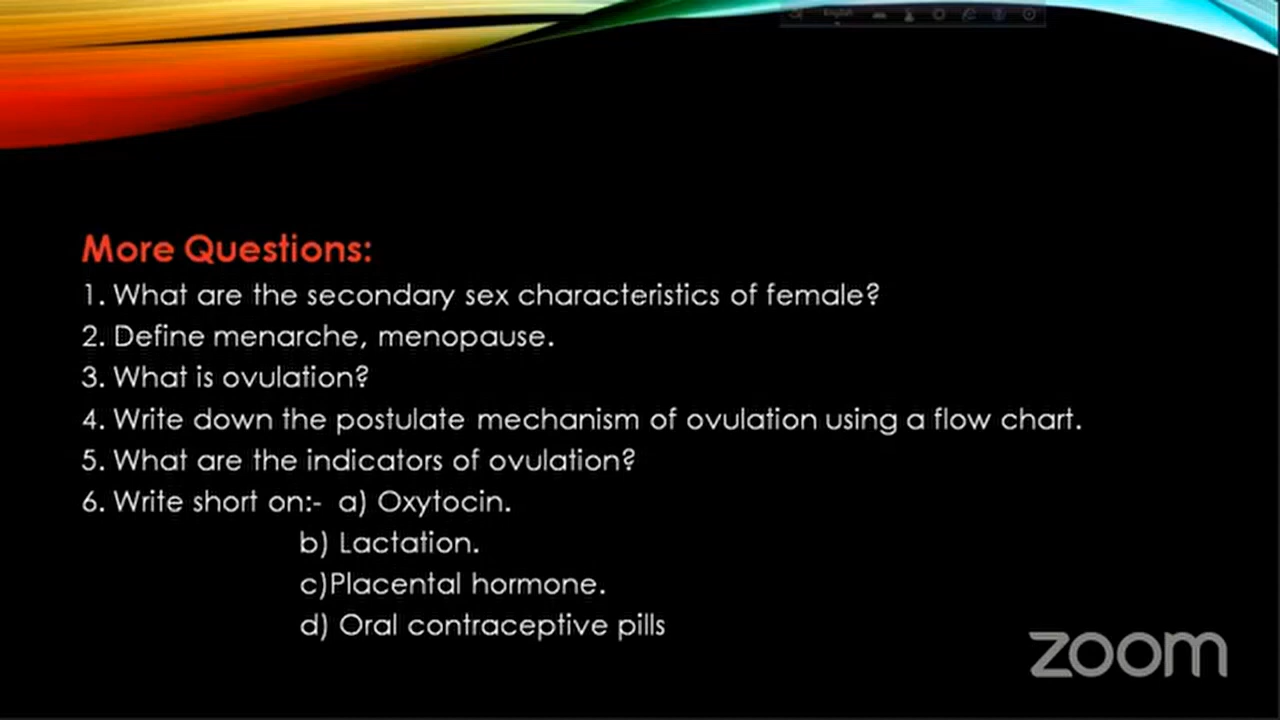 English
More Questions:
1. What are the secondary sex characteristics of female?
2. Define menarche, menopause.
3. What is ovulation?
4. Write down the postulate mechanism of ovulation using a flow chart.
5. What are the indicators of ovulation?
6. Write short on:- a) Oxytocin.
b) Lactation.
c)Placental hormone.
d) Oral contraceptive pills
zoom